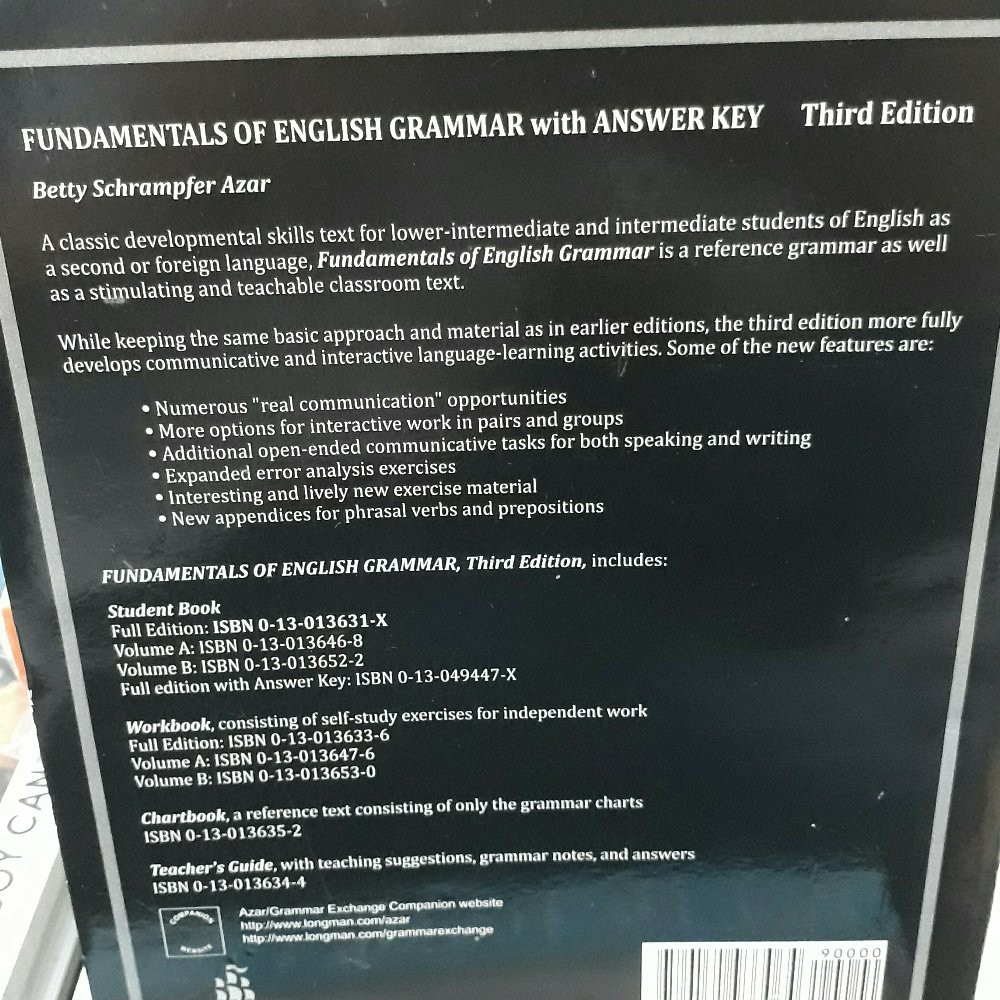 FUNDAMENTALS OF ENGLISH GRAMMAR with ANSWER KEY Third Edition
Betty Schrampfer Azar
A classic developmental skills text for lower-intermediate and intermediate students of English as
a second or foreign language, Fundamentals of English Grammar is a reference grammar as well
as a stimulating and teachable classroom text.
While keeping the same basic approach and material as in earlier editions, the third edition more fully
develops communicative and interactive language-learning activities. Some of the new features are:
• Numerous "real communication" opportunities
• More options for interactive work in pairs and groups
• Additional open-ended communicative tasks for both speaking and writing
• Expanded error analysis exercises
• Interesting and lively new exercise material
• New appendices for phrasal verbs and prepositions
FUNDAMENTALS OF ENGLISH GRAMMAR, Third Edition, includes:
Student Book
Full Edition: ISBN 0-13-013631-X
Volume A: ISBN 0-13-013646-8
Volume B: ISBN 0-13-013652-2
Full edition with Answer Key: ISBN 0-13-049447-X
Workbook, consisting of self-study exercises for independent work
Full Edition: ISBN 0-13-013633-6
Volume A: ISBN 0-13-013647-6
Volume B: ISBN 0-13-013653-0
Chartbook, a reference text consisting of only the grammar charts
ISBN 0-13-013635-2
Teacher's Guide, with teaching suggestions, grammar notes, and answers
ISBN 0-13-013634-4
COMPANION
WEBSITE
Azar/Grammar Exchange Companion website
http://www.longman.com/azar
http://www.longman.com/grammarexchange
90000